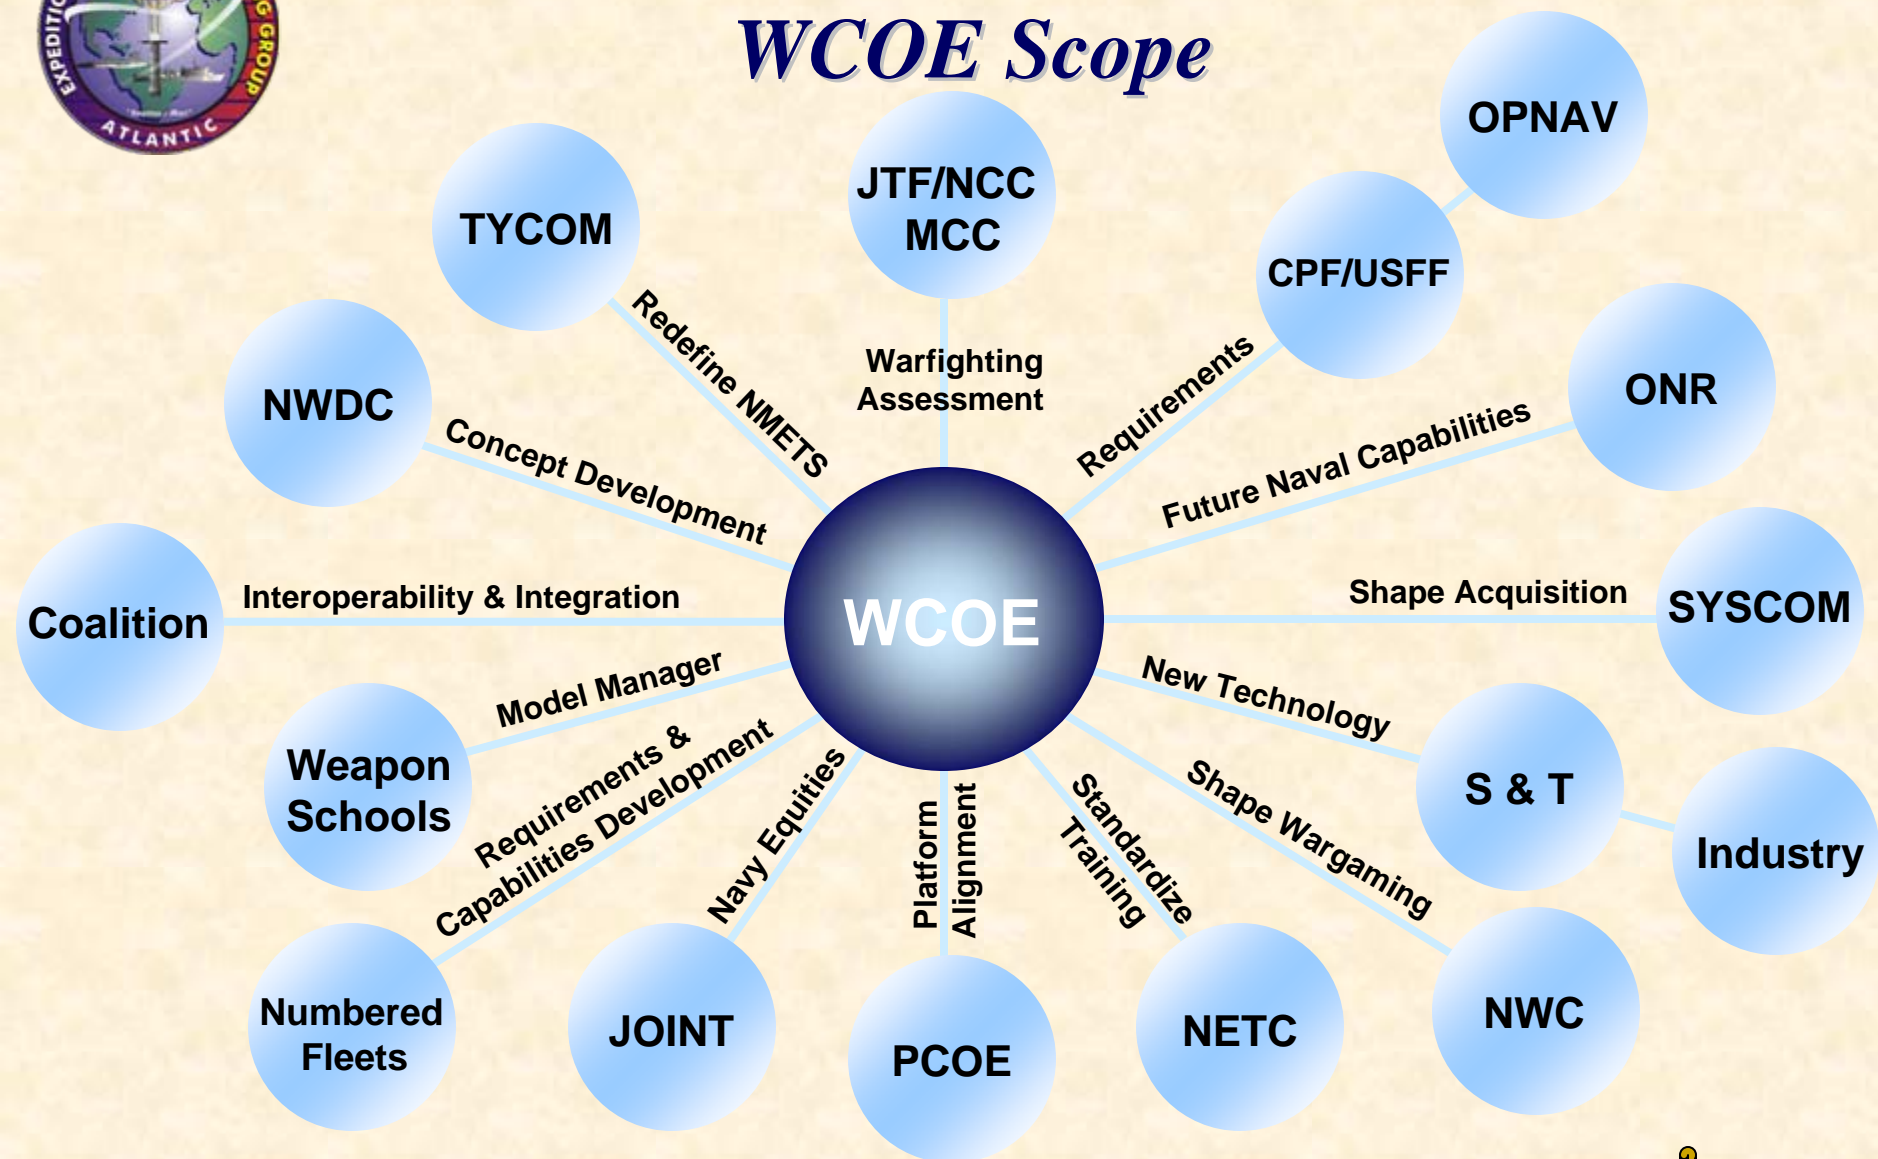 WCOE Scope
ATLANTIC
GROUP
OPNAV
JTF/NCC
MCC
TYCOM
CPF/USFF
Redefine NMETS
Warfighting
Assessment
Requirements
ONR
NWDC
Concept Development
Future Naval Capabilities
Coalition
Interoperability & Integration
WCOE
Shape Acquisition
SYSCOM
Model Manager
New Technology
Weapon
Schools
Requirements &
Capabilities Development
Navy Equities
Platform
Alignment
Standardize
Training
Shape Wargaming
S & T
Industry
Numbered
Fleets
JOINT
PCOE
NETC
NWC